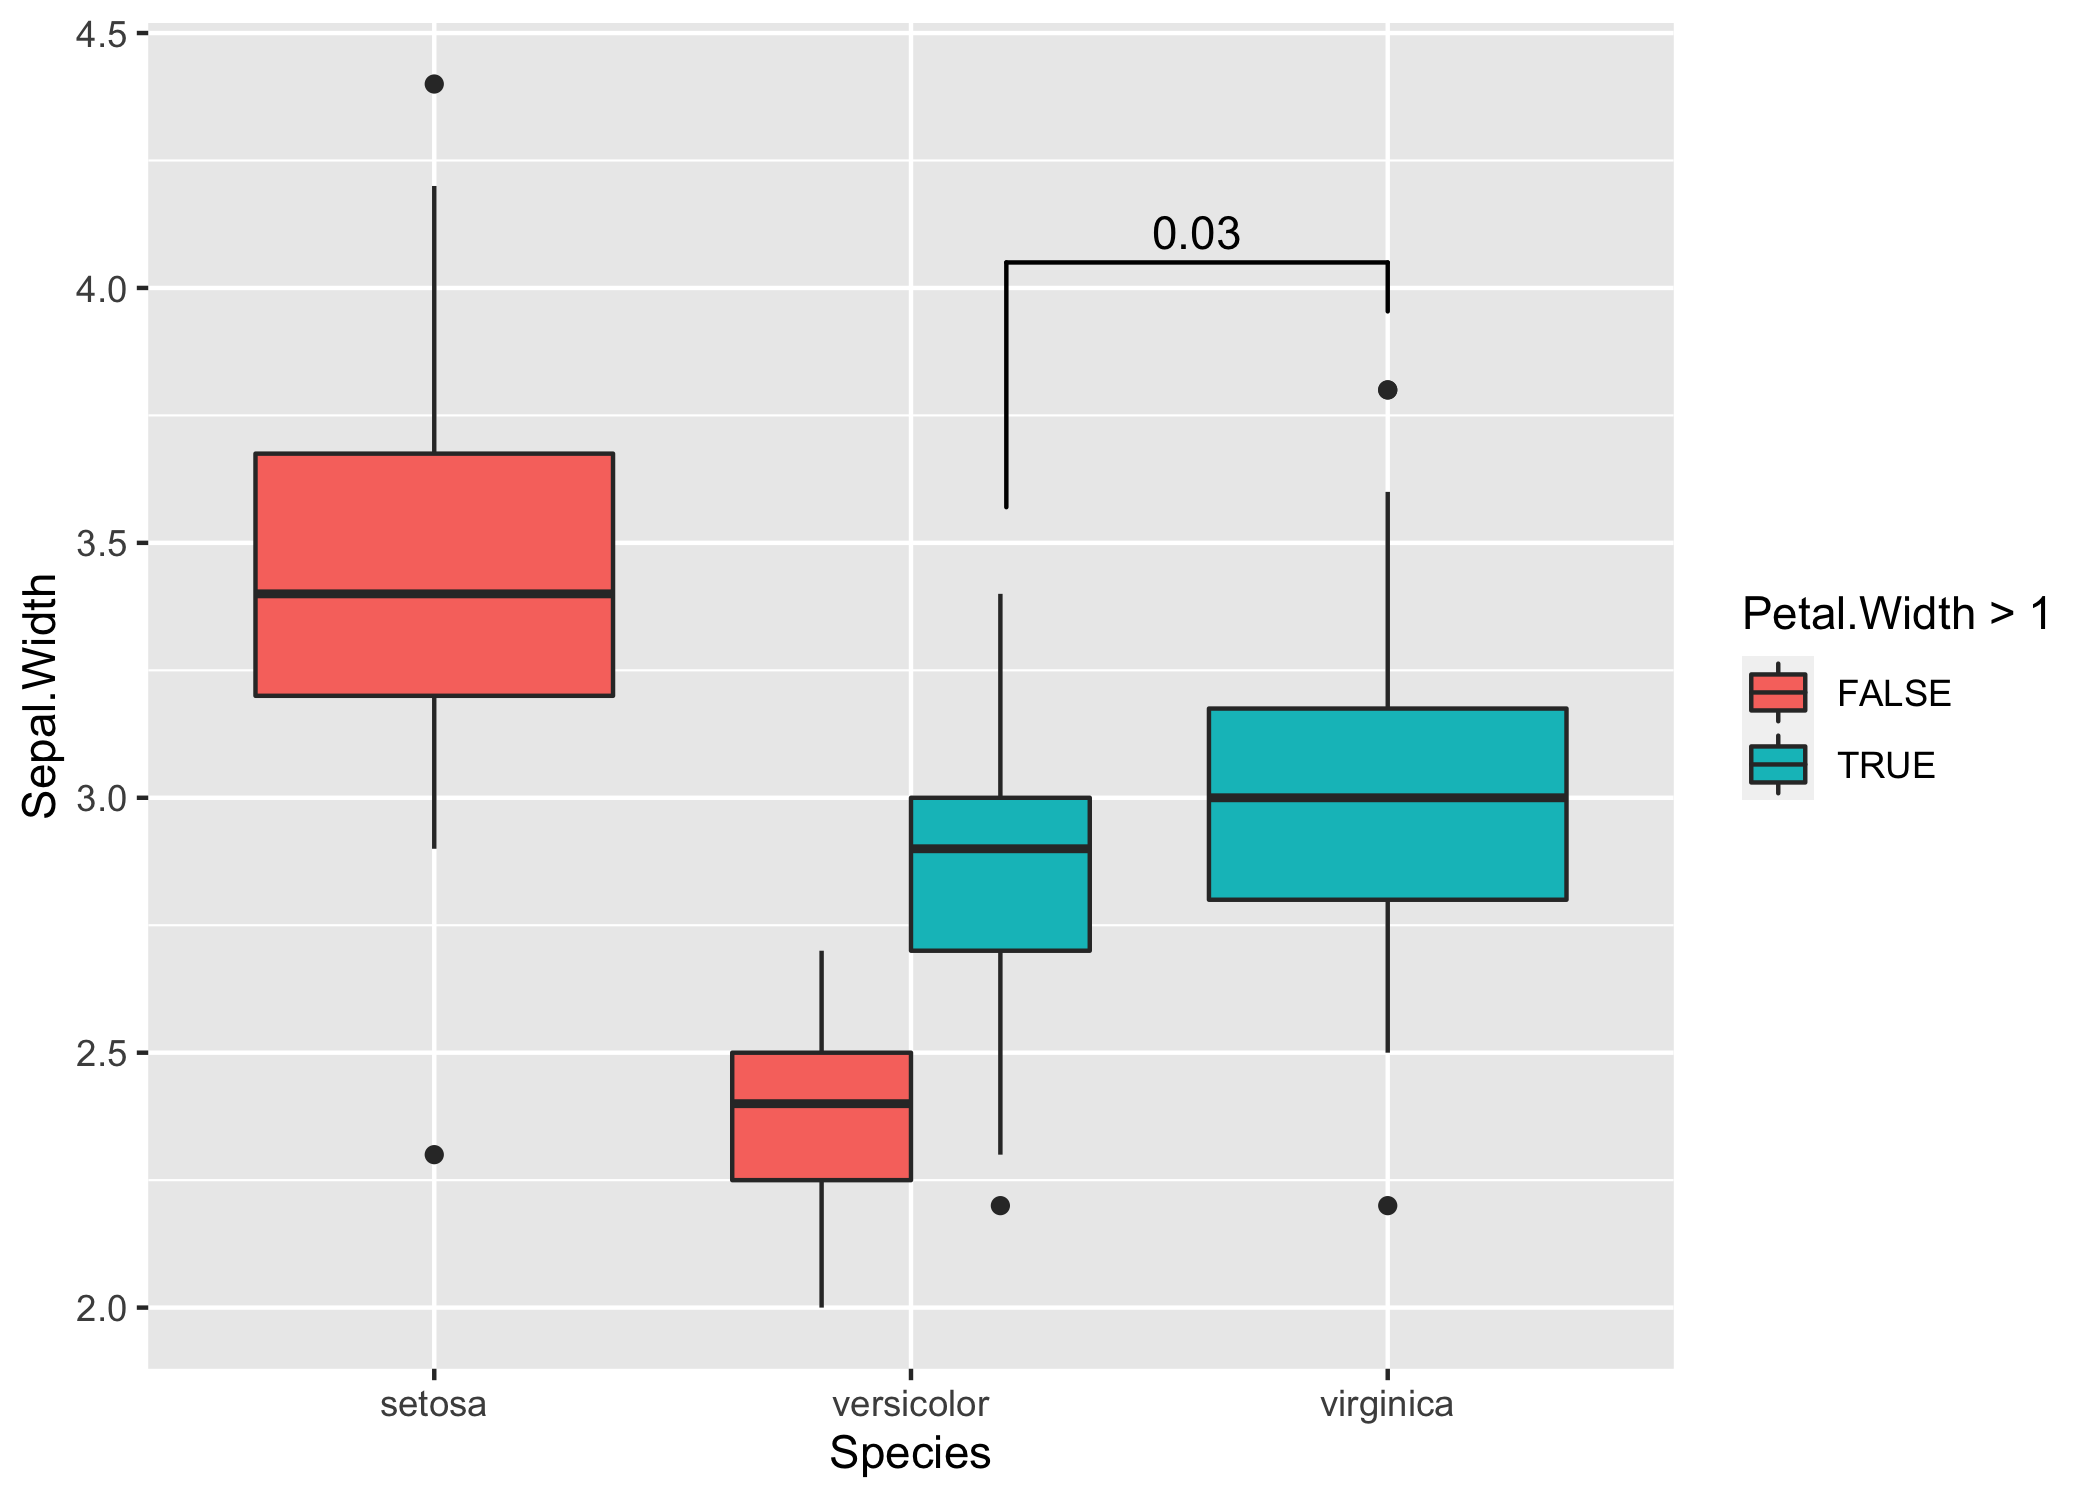 4.5
4.0
3.5
3.0
2.5
2.0
Sepal.Width
0.03
setosa
versicolor
virginica
Species
Petal.Width > 1
FALSE
TRUE